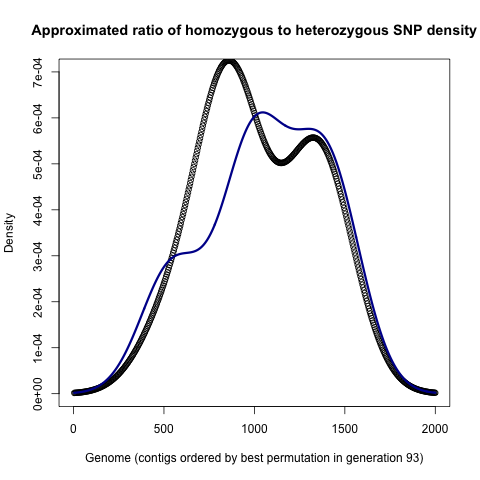 Approximated ratio of homozygous to heterozygous SNP density
Density
7e-04
6e-04
5e-04
4e-04
3e-04
2e-04
1e-04
0e+00
0 500 1000 1500 2000
Genome (contigs ordered by best permutation in generation 93)